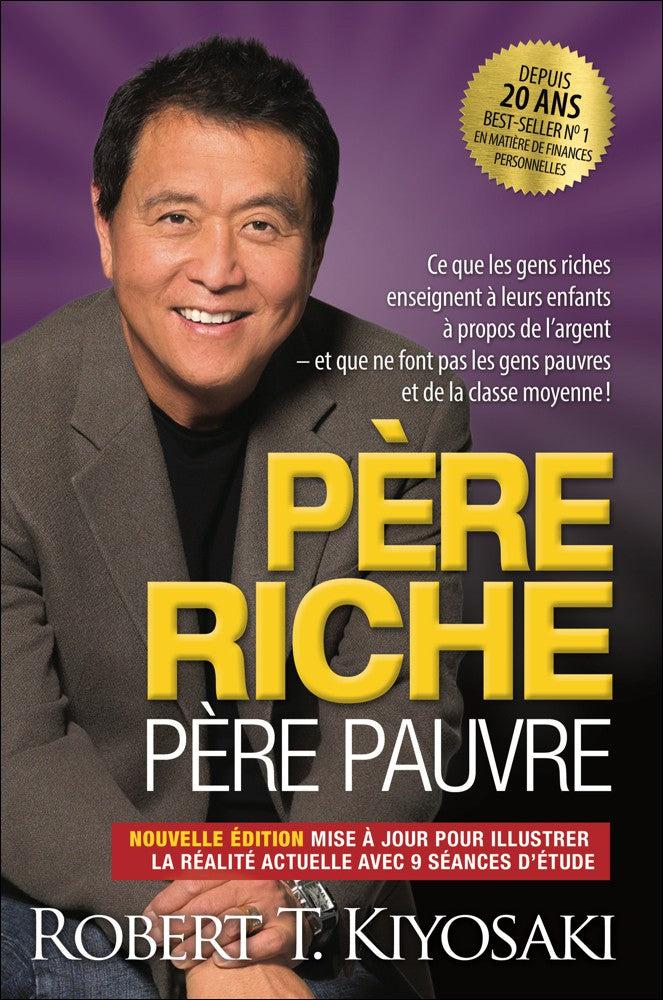 DEPUIS
20 ANS
BEST-SELLER Nº 1
EN MATIÈRE DE FINANCES
PERSONNELLES
Ce que les gens riches
enseignent à leurs enfants
à propos de l'argent
– et que ne font pas les gens pauvres
et de la classe moyenne !
PÈRE
RICHE
PÈRE PAUVRE
NOUVELLE ÉDITION MISE À JOUR POUR ILLUSTRER
LA RÉALITÉ ACTUELLE AVEC 9 SÉANCES D'ÉTUDE
ROBERT T. KIYOSAKI